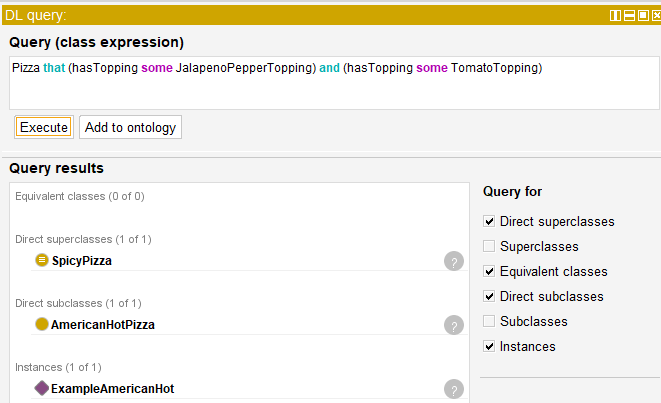 DL query:
Query (class expression)
Pizza that (hasTopping some JalapenoPepperTopping) and (hasTopping some TomatoTopping)
Execute Add to ontology
Query results
Equivalent classes (0 of 0)
Direct superclasses (1 of 1)
SpicyPizza ?
Direct subclasses (1 of 1)
AmericanHotPizza ?
Instances (1 of 1)
ExampleAmericanHot ?
Query for
Direct superclasses
Superclasses
Equivalent classes
Direct subclasses
Subclasses
Instances